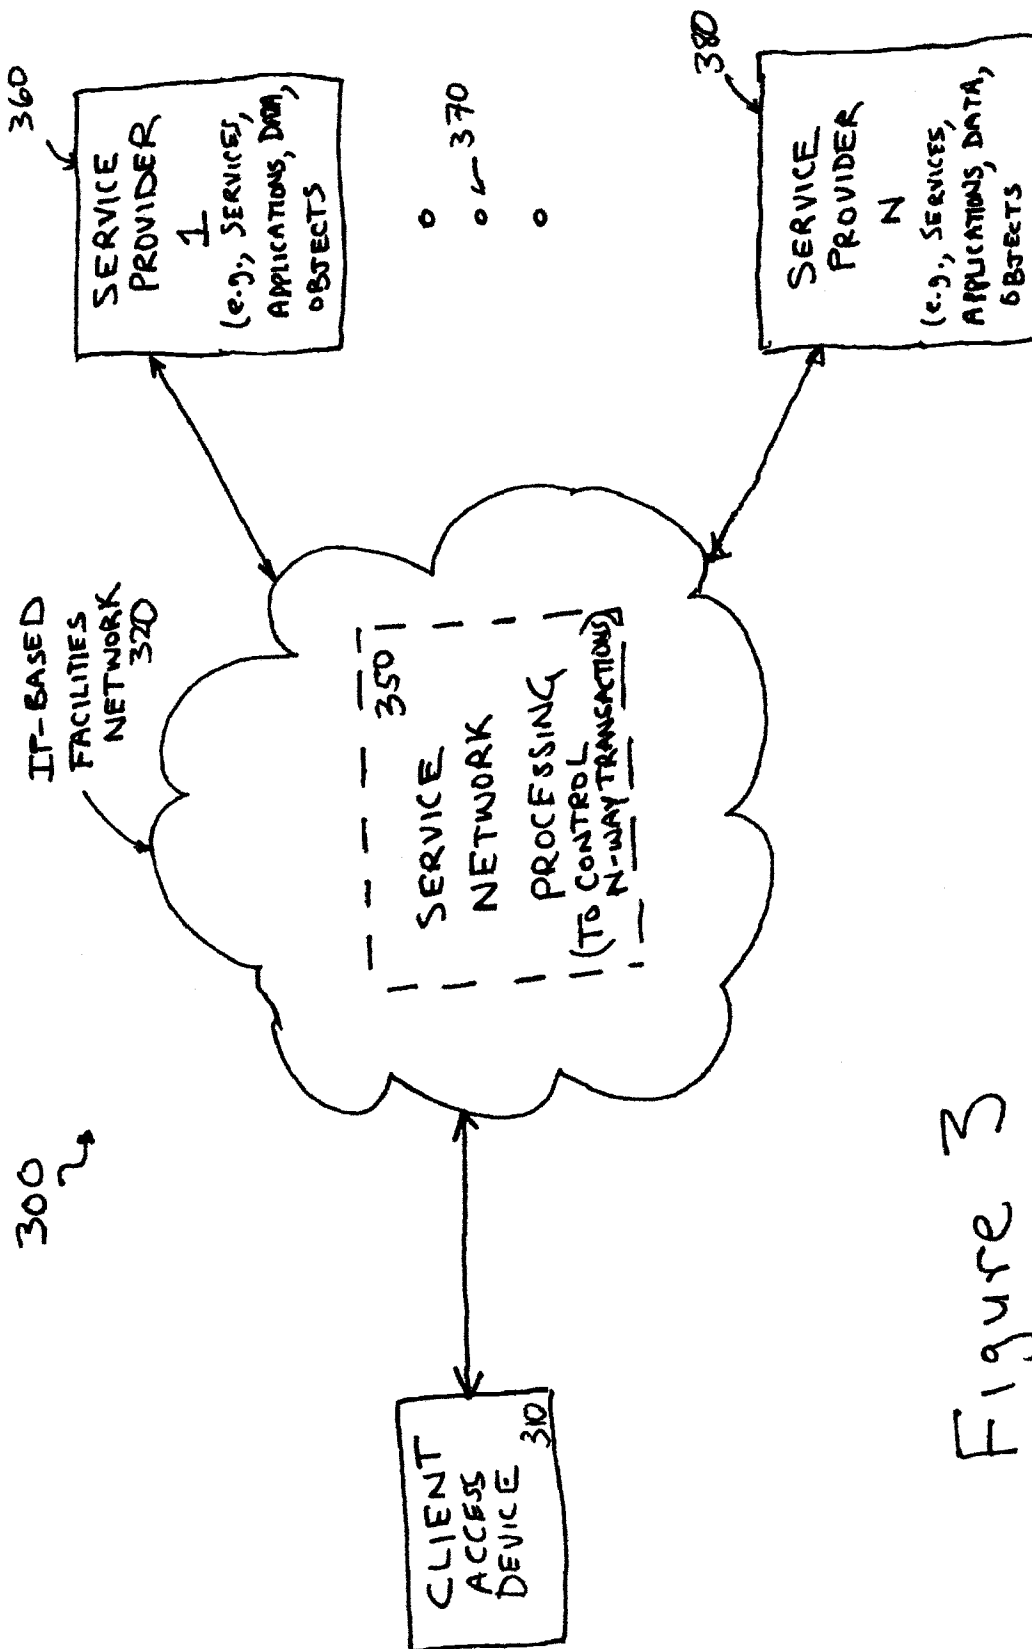 300
IP-BASED
FACILITIES
NETWORK
320
360
SERVICE
PROVIDER
1
(e.g., SERVICES,
APPLICATIONS, DATA,
OBJECTS
370
CLIENT
ACCESS
DEVICE
310
350
SERVICE
NETWORK
PROCESSING
(TO CONTROL
N-WAY TRANSACTIONS)
380
SERVICE
PROVIDER
N
(e.g., SERVICES,
APPLICATIONS, DATA,
OBJECTS
Figure 3